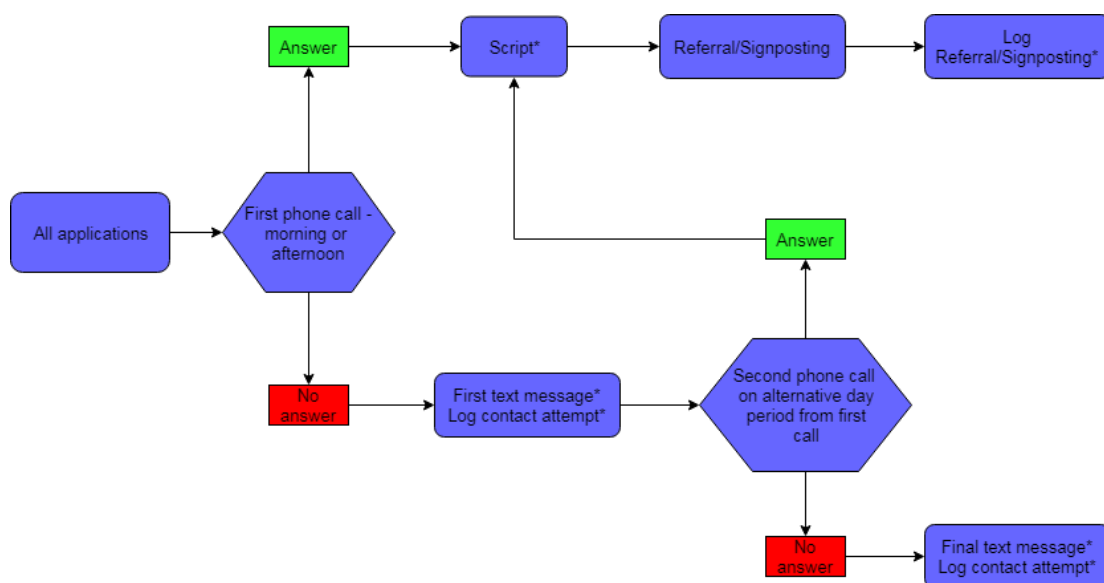 Answer
Script*
Referral/Signposting
Log
Referral/Signposting*
All applications
First phone call -
morning or
afternoon
Answer
No
answer
First text message*
Log contact attempt*
Second phone call
on alternative day
period from first
call
No
answer
Final text message*
Log contact attempt*